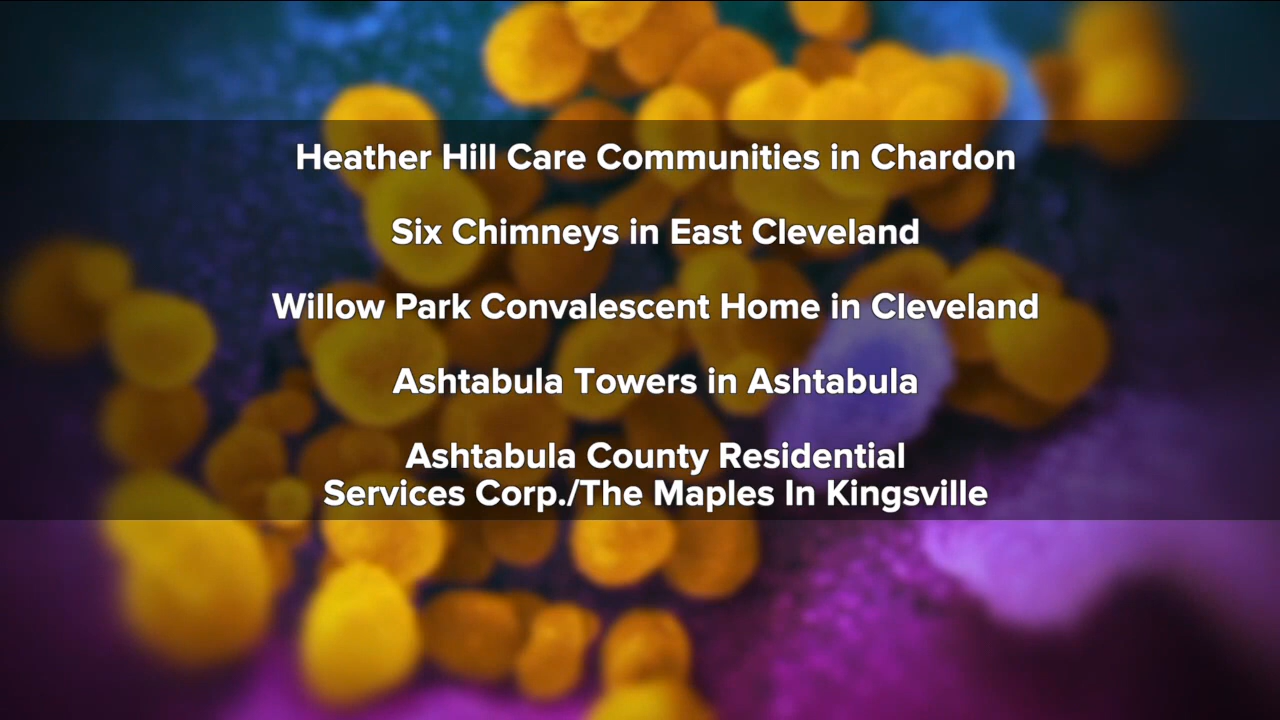 Heather Hill Care Communities in Chardon
Six Chimneys in East Cleveland
Willow Park Convalescent Home in Cleveland
Ashtabula Towers in Ashtabula
Ashtabula County Residential
Services Corp./The Maples In Kingsville